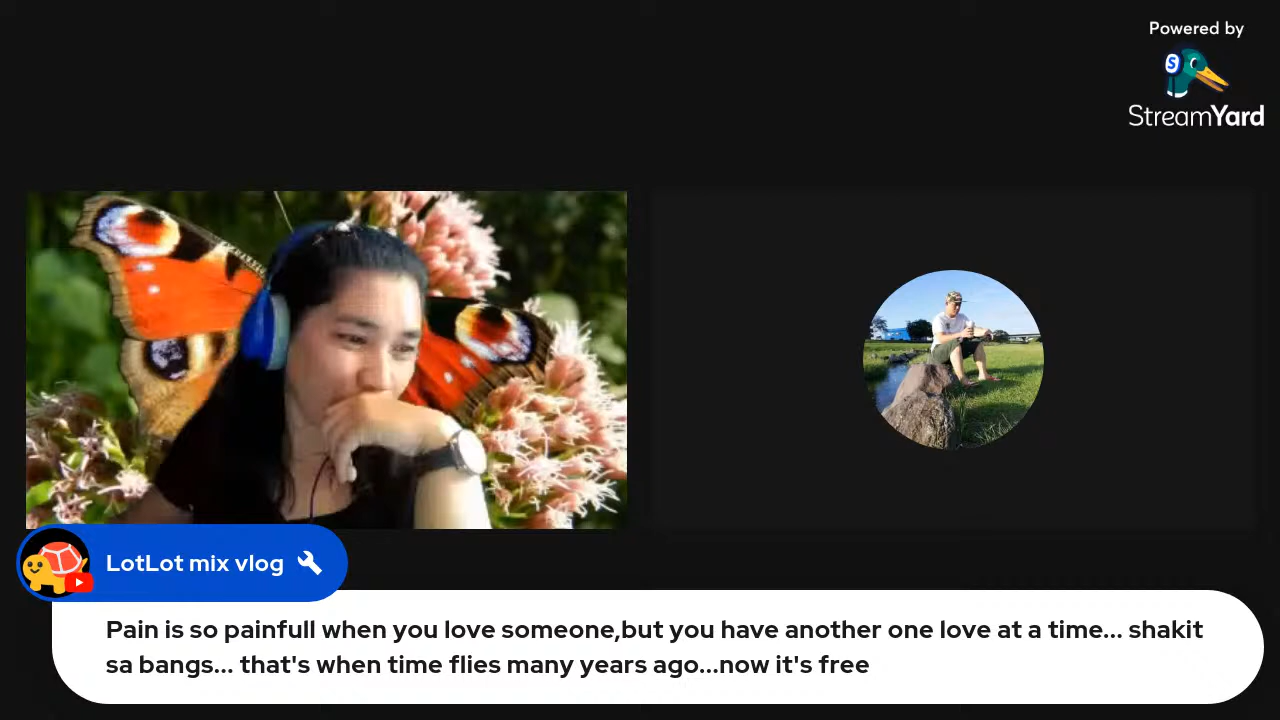 Powered by
S
StreamYard
LotLot mix vlog
Pain is so painfull when you love someone,but you have another one love at a time... shakit
sa bangs... that's when time flies many years ago...now it's free